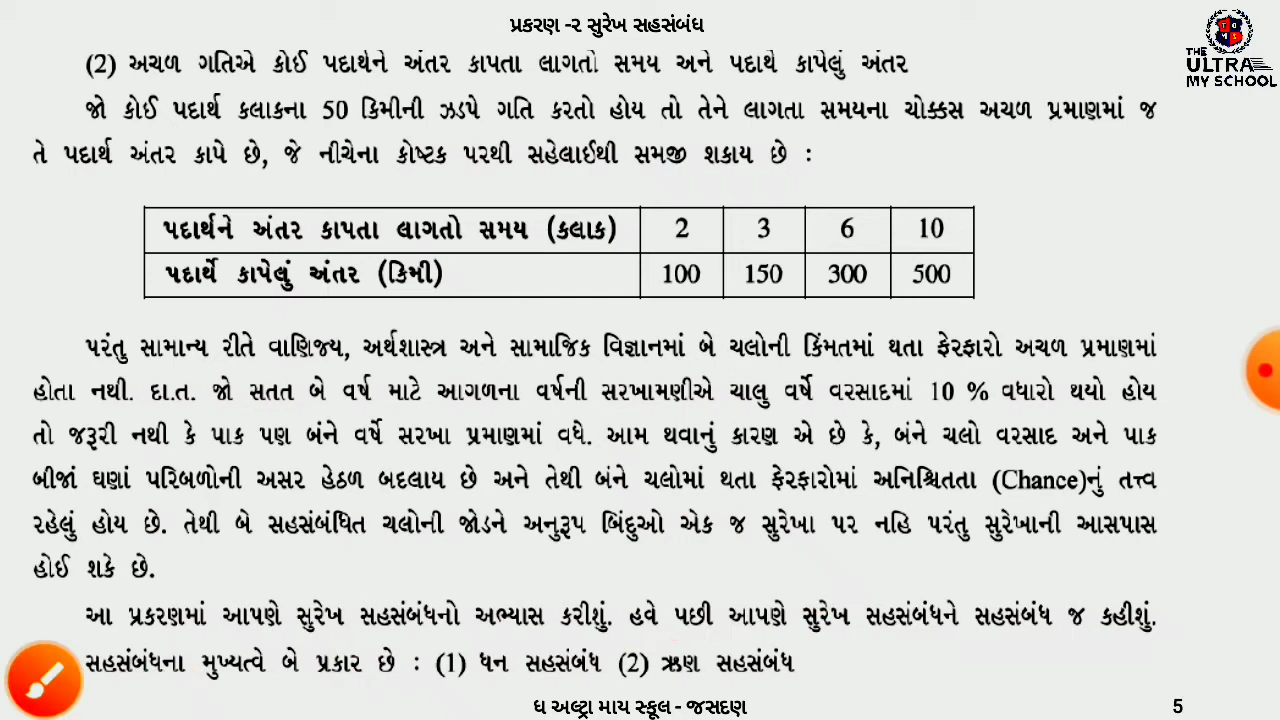 પ્રકરણ -૨ સુરેખ સહસંબંધ
THE
ULTRA
MY SCHOOL
(2) અચળ ગતિએ કોઈ પદાર્થને અંતર કાપતા લાગતો સમય અને પદાર્થે કાપેલું અંતર
જો કોઈ પદાર્થ કલાકના 50 કિમીની ઝડપે ગતિ કરતો હોય તો તેને લાગતા સમયના ચોક્કસ અચળ પ્રમાણમાં જ
તે પદાર્થ અંતર કાપે છે, જે નીચેના કોષ્ટક પરથી સહેલાઈથી સમજી શકાય છે :
પદાર્થને અંતર કાપતા લાગતો સમય (કલાક) 2 3 6 10
પદાર્થે કાપેલું અંતર (કિમી) 100 150 300 500
પરંતુ સામાન્ય રીતે વાણિજ્ય, અર્થશાસ્ત્ર અને સામાજિક વિજ્ઞાનમાં બે ચલોની કિંમતમાં થતા ફેરફારો અચળ પ્રમાણમાં
હોતા નથી. દા.ત. જો સતત બે વર્ષ માટે આગળના વર્ષની સરખામણીએ ચાલુ વર્ષે વરસાદમાં 10 % વધારો થયો હોય
તો જરૂરી નથી કે પાક પણ બંને વર્ષે સરખા પ્રમાણમાં વધે. આમ થવાનું કારણ એ છે કે, બંને ચલો વરસાદ અને પાક
બીજાં ઘણાં પરિબળોની અસર હેઠળ બદલાય છે અને તેથી બંને ચલોમાં થતા ફેરફારોમાં અનિશ્ચિતતા (Chance)નું તત્ત્વ
રહેલું હોય છે. તેથી બે સહસંબંધિત ચલોની જોડને અનુરૂપ બિંદુઓ એક જ સુરેખા પર નહિ પરંતુ સુરેખાની આસપાસ
હોઈ શકે છે.
આ પ્રકરણમાં આપણે સુરેખ સહસંબંધનો અભ્યાસ કરીશું. હવે પછી આપણે સુરેખ સહસંબંધને સહસંબંધ જ કહીશું.
સહસંબંધના મુખ્યત્વે બે પ્રકાર છે : (1) ધન સહસંબંધ (2) ઋણ સહસંબંધ
ધ અલ્ટ્રા માય સ્કૂલ - જસદણ
5